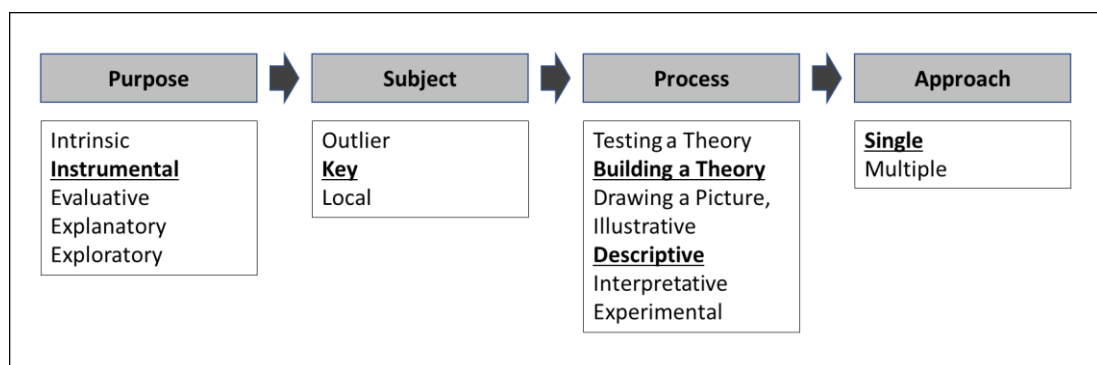 Purpose
Subject
Process
Approach
Intrinsic
Instrumental
Evaluative
Explanatory
Exploratory
Outlier
Key
Local
Testing a Theory
Building a Theory
Drawing a Picture,
Illustrative
Descriptive
Interpretative
Experimental
Single
Multiple